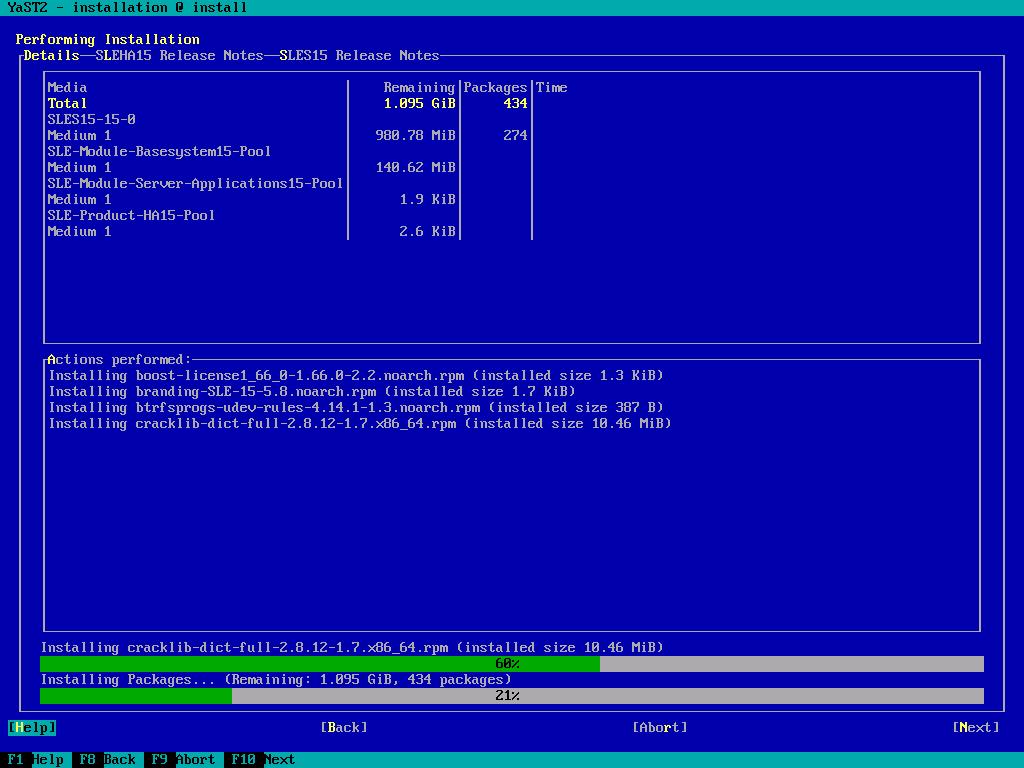 YaST2 - installation @ install
Performing Installation
Details SLEHA15 Release Notes SLES15 Release Notes
Media Remaining Packages Time
Total 1.095 GiB 434
SLES15-15-0
Medium 1 980.78 MiB 274
SLE-Module-Basesystem15-Pool
Medium 1 140.62 MiB
SLE-Module-Server-Applications15-Pool
Medium 1 1.9 KiB
SLE-Product-HA15-Pool
Medium 1 2.6 KiB
Actions performed:
Installing boost-license1_66_0-1.66.0-2.2.noarch.rpm (installed size 1.3 KiB)
Installing branding-SLE-15-5.8.noarch.rpm (installed size 1.7 KiB)
Installing btrfsprogs-udev-rules-4.14.1-1.3.noarch.rpm (installed size 387 B)
Installing cracklib-dict-full-2.8.12-1.7.x86_64.rpm (installed size 10.46 MiB)
Installing cracklib-dict-full-2.8.12-1.7.x86_64.rpm (installed size 10.46 MiB)
60%
Installing Packages... (Remaining: 1.095 GiB, 434 packages)
21%
[Help] [Back] [Abort] [Next]
F1 Help F8 Back F9 Abort F10 Next